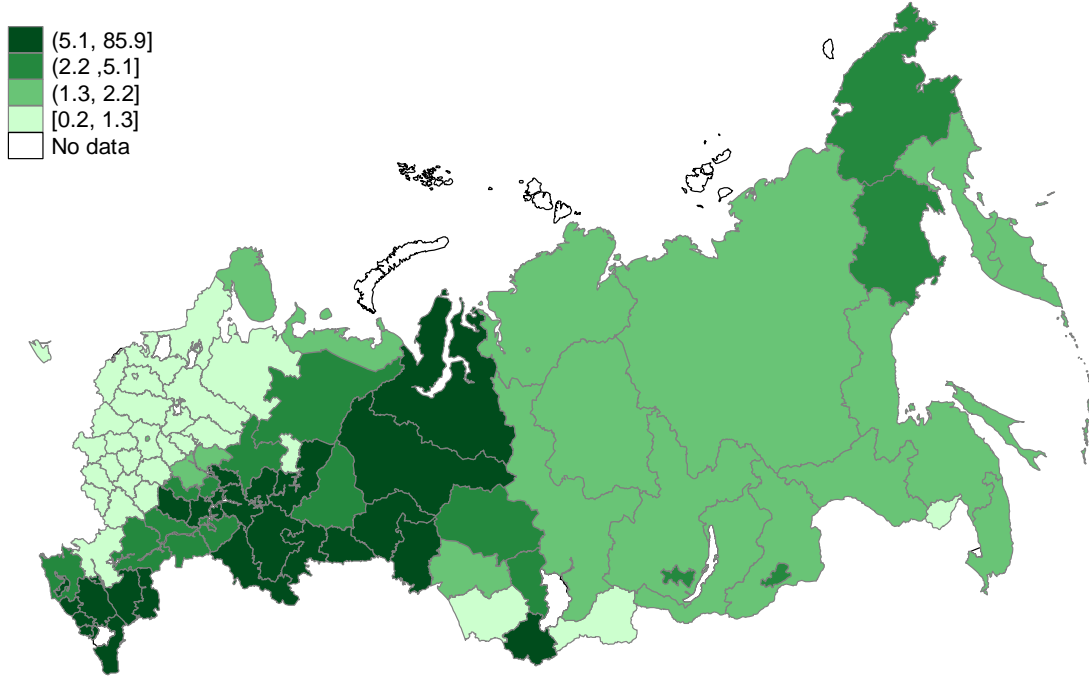 (5.1, 85.9]
(2.2 ,5.1]
(1.3, 2.2]
[0.2, 1.3]
No data